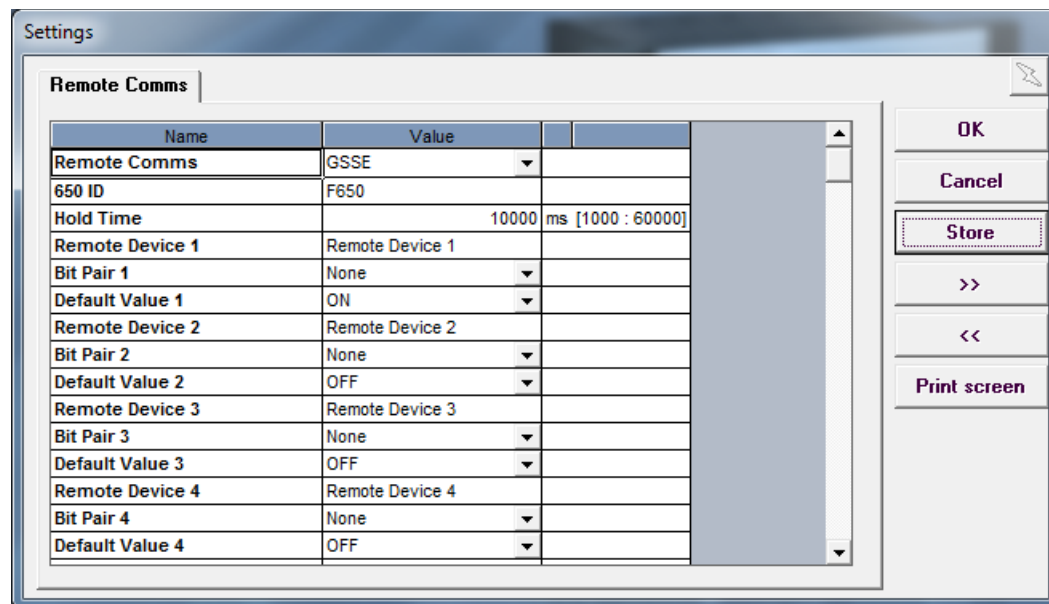 Settings
Remote Comms
Name Value
Remote Comms GSSE
650 ID F650
Hold Time 10000 ms [1000 : 60000]
Remote Device 1 Remote Device 1
Bit Pair 1 None
Default Value 1 ON
Remote Device 2 Remote Device 2
Bit Pair 2 None
Default Value 2 OFF
Remote Device 3 Remote Device 3
Bit Pair 3 None
Default Value 3 OFF
Remote Device 4 Remote Device 4
Bit Pair 4 None
Default Value 4 OFF
OK
Cancel
Store
>>
<<
Print screen